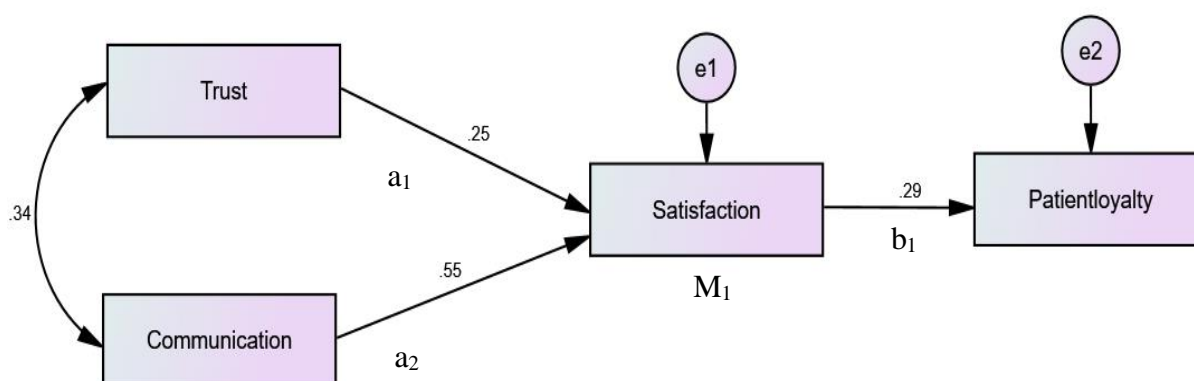 Trust
e1
e2
.25
a1
.34
Satisfaction
.29
Patientloyalty
b1
M1
.55
Communication
a2